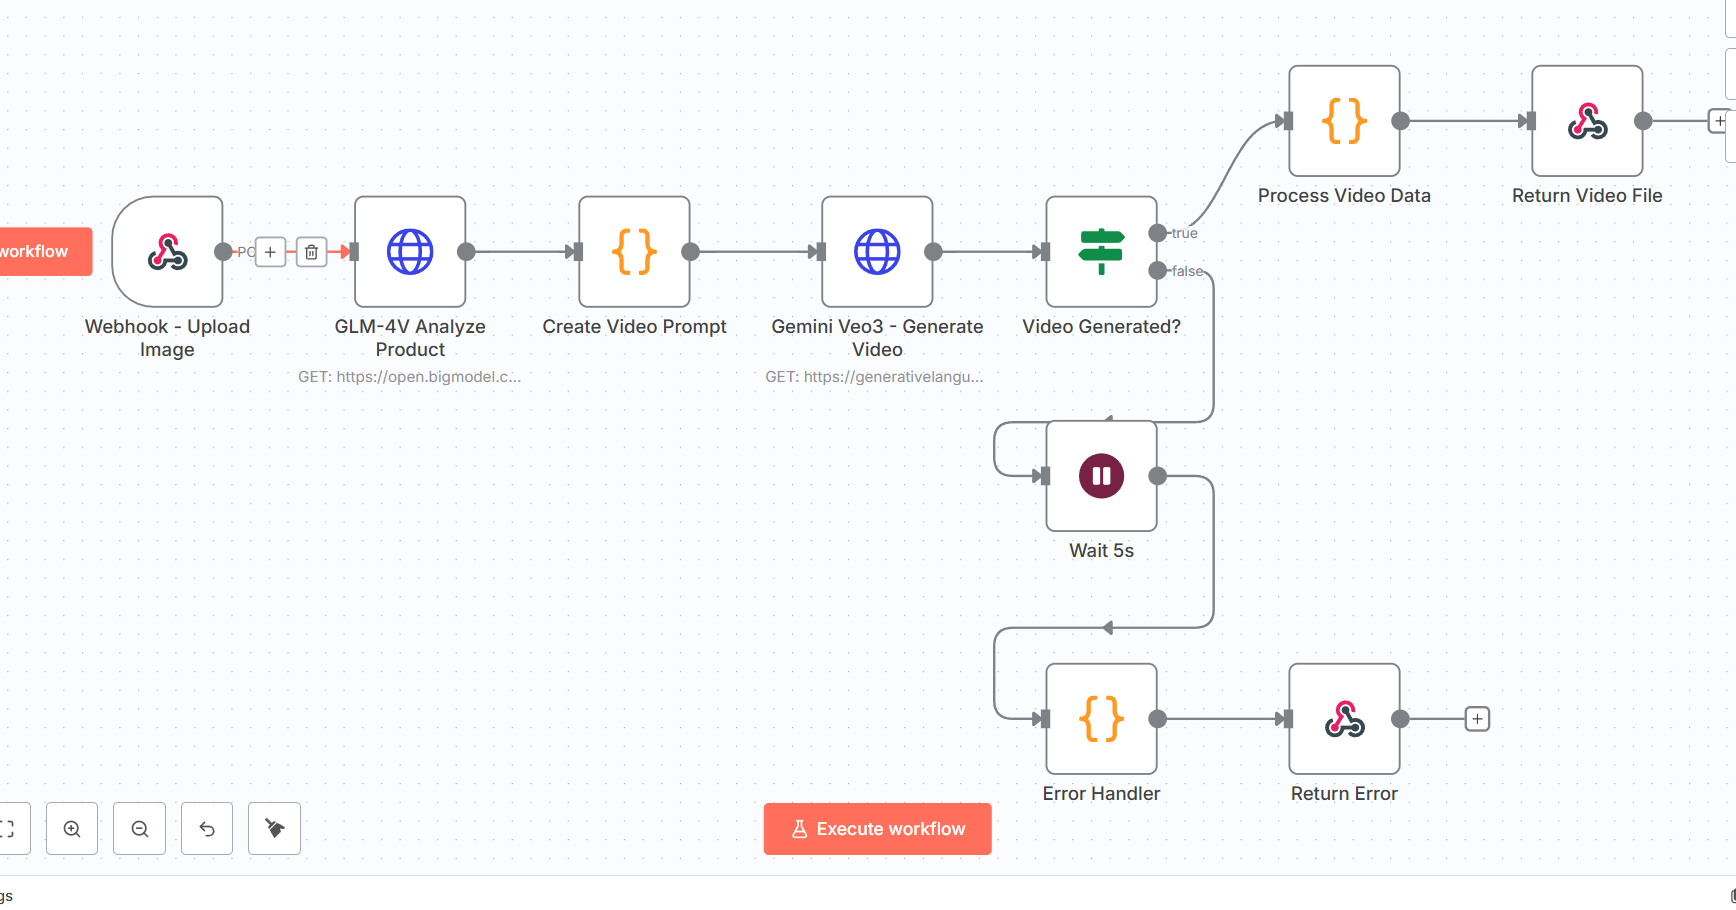 Process Video Data
Return Video File
workflow
PO
true
false
Webhook - Upload
Image
GLM-4V Analyze
Product
GET: https://open.bigmodel.c...
Create Video Prompt
Gemini Veo3 - Generate
Video
GET: https://generativelangu...
Video Generated?
Wait 5s
Error Handler
Return Error
Execute workflow
gs